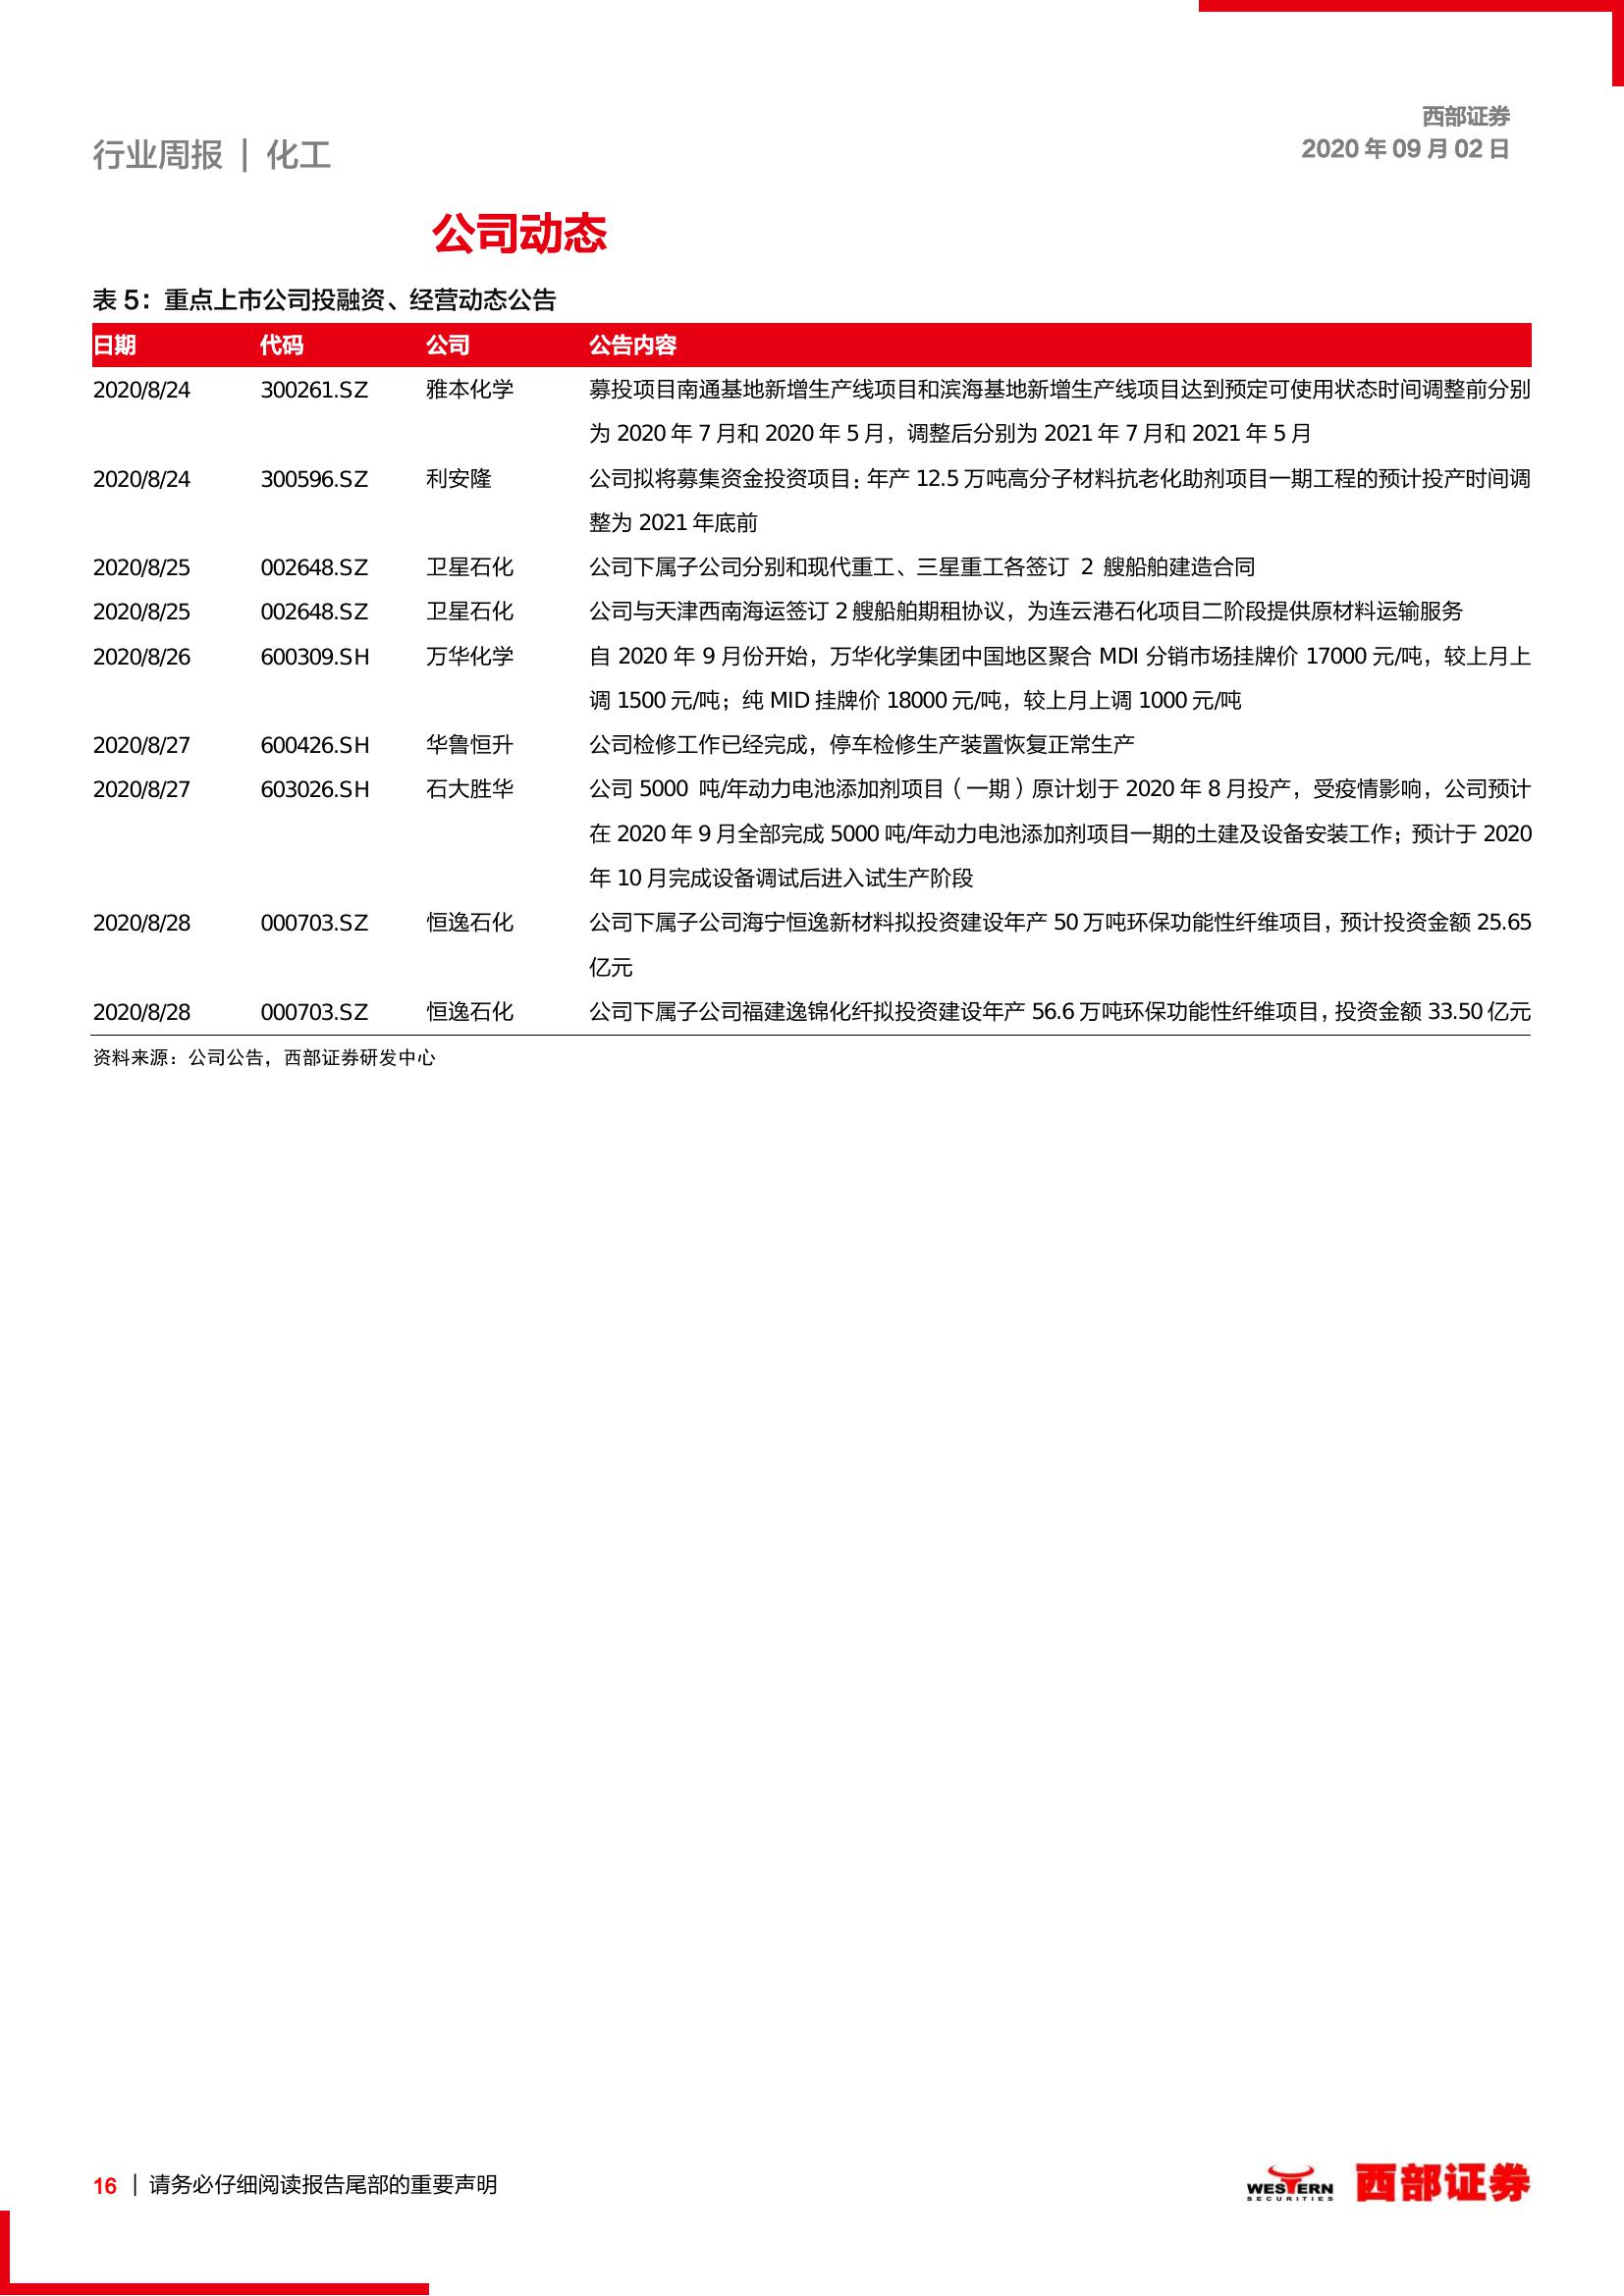 西部证券
2020 年 09 月 02 日
行业周报 | 化工
公司动态
表 5：重点上市公司投融资、经营动态公告
日期 代码 公司 公告内容
2020/8/24 300261.SZ 雅本化学 募投项目南通基地新增生产线项目和滨海基地新增生产线项目达到预定可使用状态时间调整前分别
为 2020 年 7 月和 2020 年 5 月，调整后分别为 2021 年 7 月和 2021 年 5 月
2020/8/24 300596.SZ 利安隆 公司拟将募集资金投资项目：年产 12.5 万吨高分子材料抗老化助剂项目一期工程的预计投产时间调
整为 2021 年底前
2020/8/25 002648.SZ 卫星石化 公司下属子公司分别和现代重工、三星重工各签订 2 艘船舶建造合同
2020/8/25 002648.SZ 卫星石化 公司与天津西南海运签订 2 艘船舶期租协议，为连云港石化项目二阶段提供原材料运输服务
2020/8/26 600309.SH 万华化学 自 2020 年 9 月份开始，万华化学集团中国地区聚合 MDI 分销市场挂牌价 17000 元/吨，较上月上
调 1500 元/吨；纯 MID 挂牌价 18000 元/吨，较上月上调 1000 元/吨
2020/8/27 600426.SH 华鲁恒升 公司检修工作已经完成，停车检修生产装置恢复正常生产
2020/8/27 603026.SH 石大胜华 公司 5000 吨/年动力电池添加剂项目（一期）原计划于 2020 年 8 月投产，受疫情影响，公司预计
在 2020 年 9 月全部完成 5000 吨/年动力电池添加剂项目一期的土建及设备安装工作；预计于 2020
年 10 月完成设备调试后进入试生产阶段
2020/8/28 000703.SZ 恒逸石化 公司下属子公司海宁恒逸新材料拟投资建设年产 50 万吨环保功能性纤维项目，预计投资金额 25.65
亿元
2020/8/28 000703.SZ 恒逸石化 公司下属子公司福建逸锦化纤拟投资建设年产 56.6 万吨环保功能性纤维项目，投资金额 33.50 亿元
资料来源：公司公告，西部证券研发中心
16 | 请务必仔细阅读报告尾部的重要声明
WESTERN
SECURITIES
西部证券